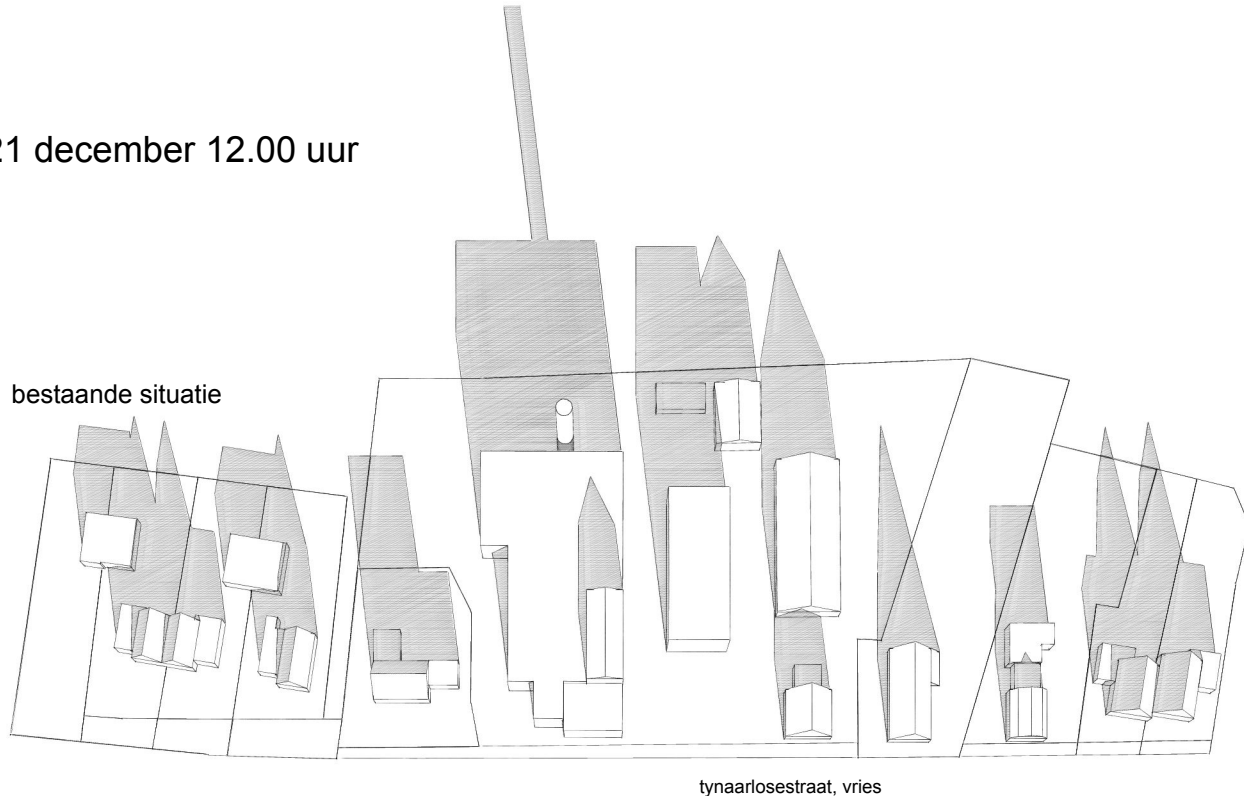 21 december 12.00 uur
bestaande situatie
tynaarlosestraat, vries